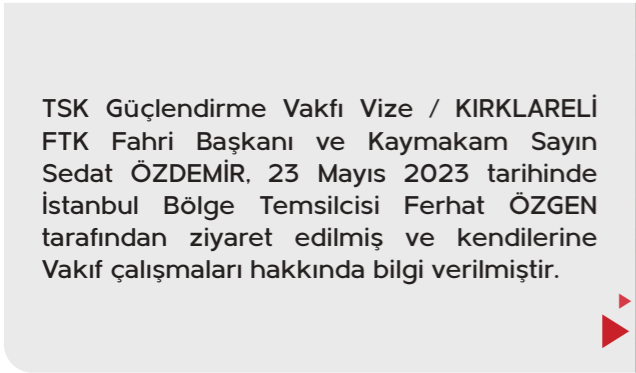 TSK Güçlendirme Vakfı Vize / KIRKLARELİ
FTK Fahri Başkanı ve Kaymakam Sayın
Sedat ÖZDEMİR, 23 Mayıs 2023 tarihinde
İstanbul Bölge Temsilcisi Ferhat ÖZGEN
tarafından ziyaret edilmiş ve kendilerine
Vakıf çalışmaları hakkında bilgi verilmiştir.